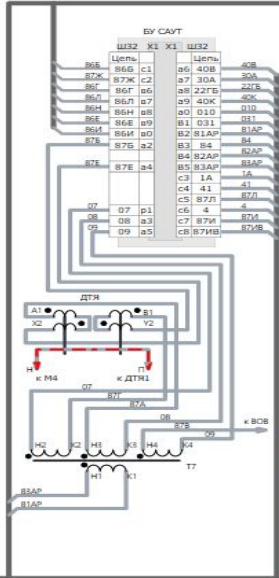 БУ САУТ
Ш32 X1 X1 Ш32
Цепь Цепь
86Б 86Б с1 а6 40В 40В
87Ж 87Ж с2 а7 30А 30А
86Г 86Г в6 а8 22ГБ 22ГБ
86Л 86Л в7 а9 40К 40К
86Н 86Н в8 а0 010 010
86Е 86Е в9 В1 031 031
86И 86И в0 В2 81АР 81АР
87Б 87Б а2 В3 84 84
В4 82АР 82АР
87Е 87Е а4 В5 83АР 83АР
с3 1А 1А
с4 41 41
с5 87Л 87Л
07 07 р1 с6 4 4
08 08 а3 с7 87И 87И
09 09 а5 с8 87ИВ 87ИВ
ДТЯ
А1 В1
Х2 Y2
Н П
к М4 к ДТЯ1
07
87Г
87А
08
87В к ВОВ
09
Н2 К2 Н3 К3 Н4 К4
Т7
Н1 К1
83АР
81АР